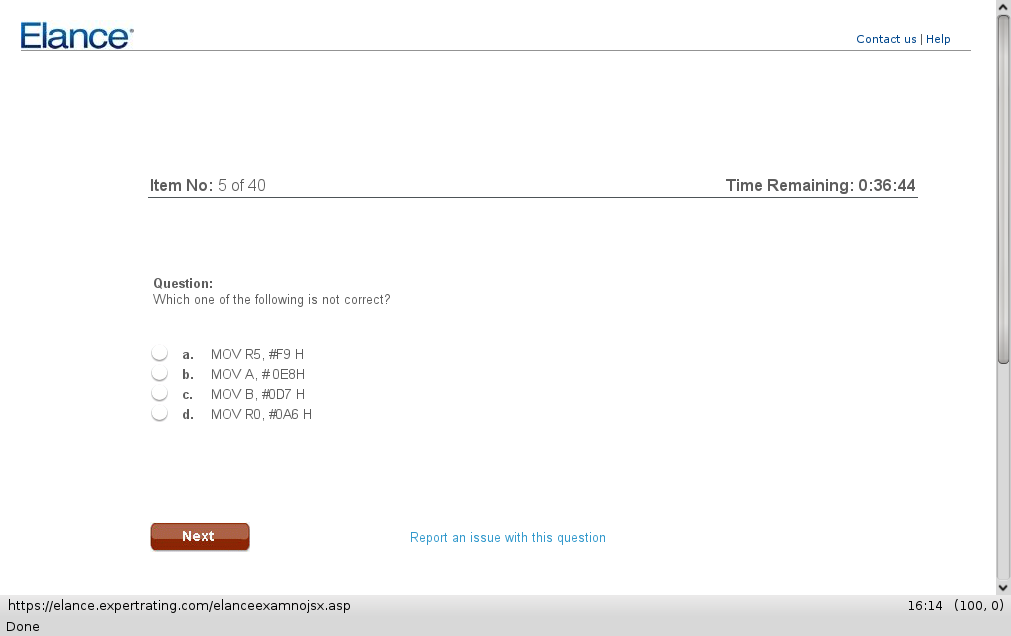 Elance
Contact us | Help
Item No: 5 of 40
Time Remaining: 0:36:44
Question:
Which one of the following is not correct?
a. MOV R5, #F9 H
b. MOV A, # 0E8H
c. MOV B, #0D7 H
d. MOV R0, #0A6 H
Next
Report an issue with this question
https://elance.expertrating.com/elanceexamnojsx.asp
16:14 (100, 0)
Done